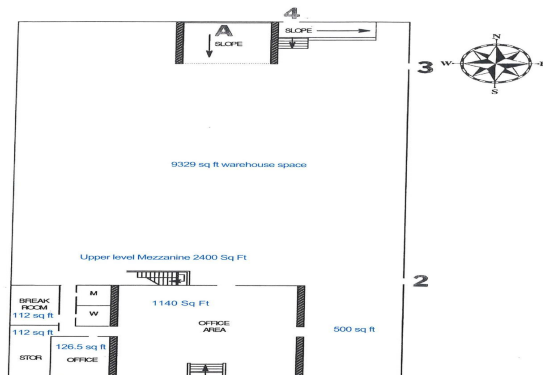 4
A
SLOPE
SLOPE
N
W
S
3
9329 sq ft warehouse space
Upper level Mezzanine 2400 Sq Ft
2
M
BREAK
ROOM
112 sq ft
W
1140 Sq Ft
OFFICE
AREA
500 sq ft
112 sq ft
126.5 sq ft
STOR
OFFICE